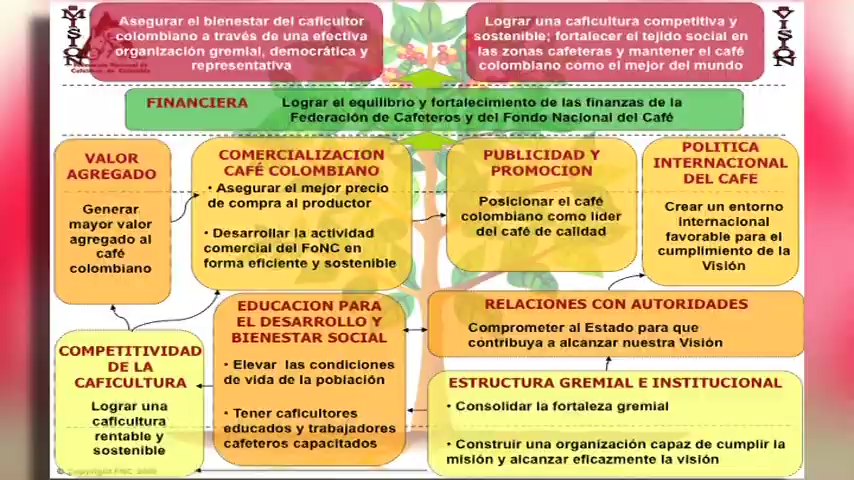 MISIÓN
Asegurar el bienestar del caficultor
colombiano a través de una efectiva
organización gremial, democrática y
representativa
Federación Nacional de
Cafeteros de Colombia
Lograr una caficultura competitiva y
sostenible; fortalecer el tejido social en
las zonas cafeteras y mantener el café
colombiano como el mejor del mundo
VISIÓN
FINANCIERA
Lograr el equilibrio y fortalecimiento de las finanzas de la
Federación de Cafeteros y del Fondo Nacional del Café
VALOR
AGREGADO
Generar
mayor valor
agregado al
café
colombiano
COMERCIALIZACION
CAFÉ COLOMBIANO
• Asegurar el mejor precio
de compra al productor
• Desarrollar la actividad
comercial del FoNC en
forma eficiente y sostenible
PUBLICIDAD Y
PROMOCION
Posicionar el café
colombiano como líder
del café de calidad
POLITICA
INTERNACIONAL
DEL CAFE
Crear un entorno
internacional
favorable para el
cumplimiento de la
Visión
COMPETITIVIDAD
DE LA
CAFICULTURA
Lograr una
caficultura
rentable y
sostenible
EDUCACION PARA
EL DESARROLLO Y
BIENESTAR SOCIAL
• Elevar las condiciones
de vida de la población
• Tener caficultores
educados y trabajadores
cafeteros capacitados
RELACIONES CON AUTORIDADES
Comprometer al Estado para que
contribuya a alcanzar nuestra Visión
ESTRUCTURA GREMIAL E INSTITUCIONAL
• Consolidar la fortaleza gremial
• Construir una organización capaz de cumplir la
misión y alcanzar eficazmente la visión
© Copyright FNC